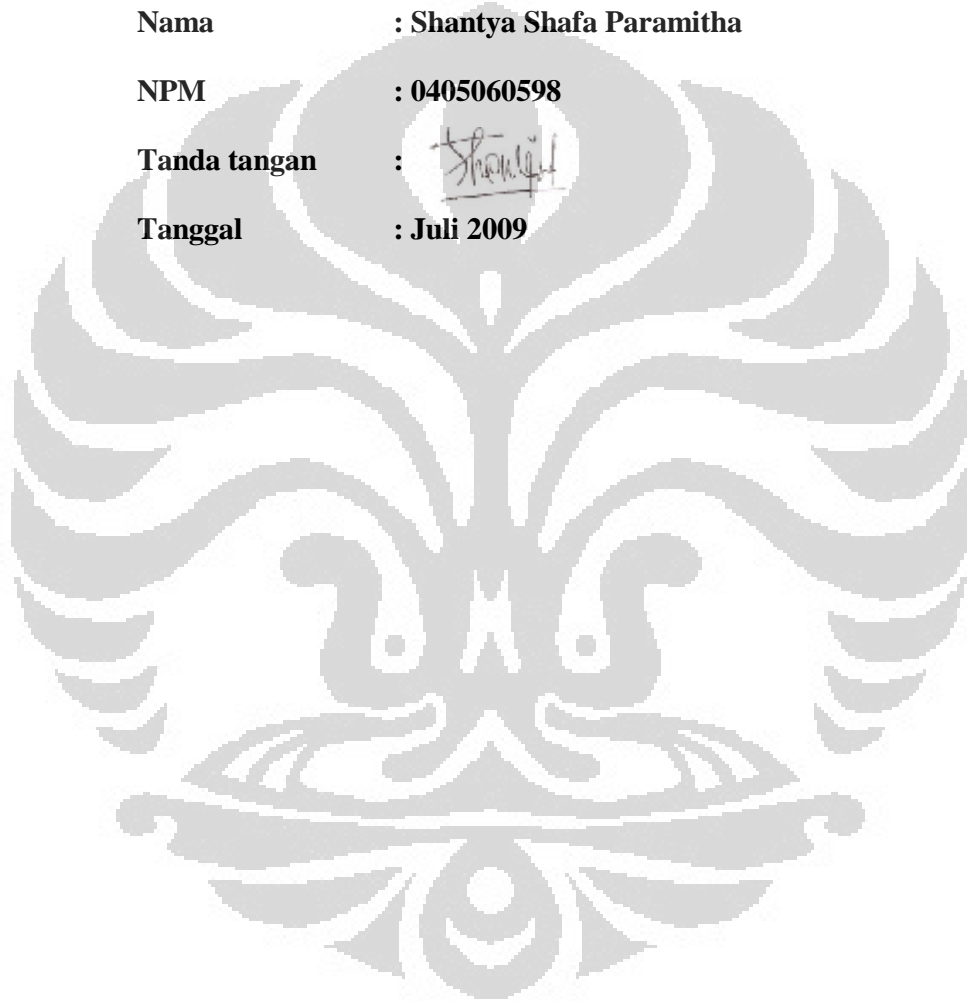 Nama : Shantya Shafa Paramitha
NPM : 0405060598
Tanda tangan :
Tanggal : Juli 2009